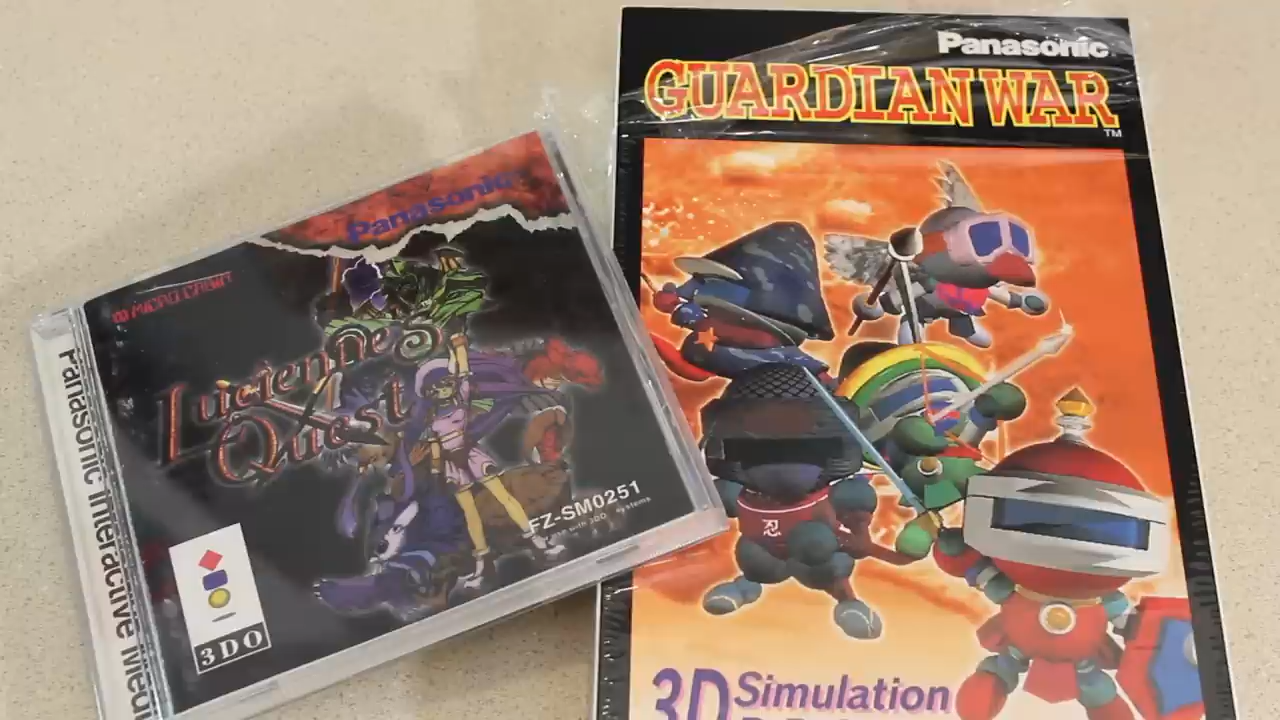 Panasonic
MICRO CABIN
Lucienne's
Quest
FZ-SM0251
3DO
Panasonic Interactive Media
Panasonic
GUARDIAN WAR
TM
忍
3D Simulation